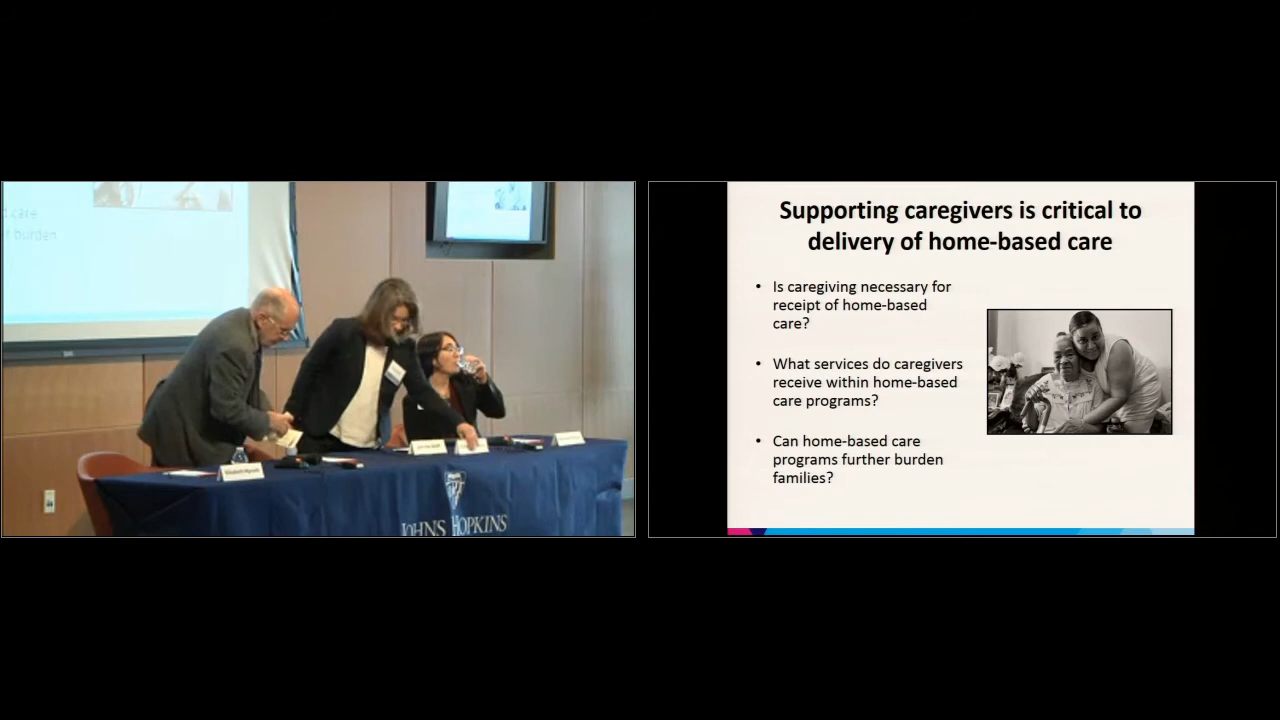 d care
r burden
JOHNS HOPKINS
Supporting caregivers is critical to
delivery of home-based care
• Is caregiving necessary for
receipt of home-based
care?
• What services do caregivers
receive within home-based
care programs?
• Can home-based care
programs further burden
families?